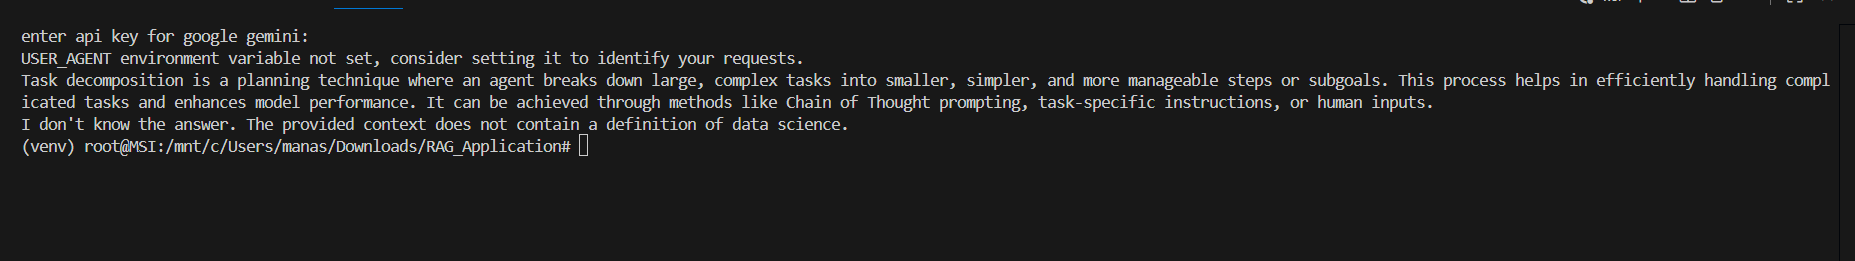 enter api key for google gemini:
USER_AGENT environment variable not set, consider setting it to identify your requests.
Task decomposition is a planning technique where an agent breaks down large, complex tasks into smaller, simpler, and more manageable steps or subgoals. This process helps in efficiently handling compl
icated tasks and enhances model performance. It can be achieved through methods like Chain of Thought prompting, task-specific instructions, or human inputs.
I don't know the answer. The provided context does not contain a definition of data science.
(venv) root@MSI:/mnt/c/Users/manas/Downloads/RAG_Application#